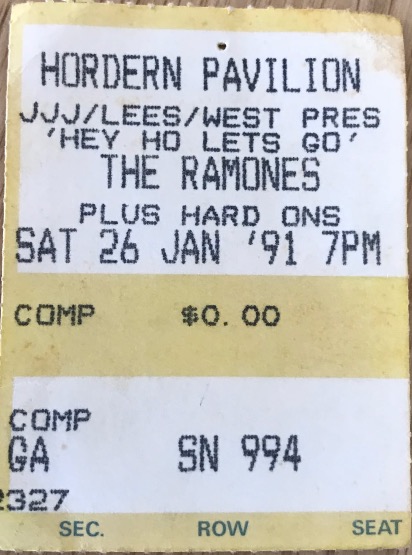 HORDERN PAVILION
JJJ/LEES/WEST PRES
'HEY HO LETS GO'
THE RAMONES
PLUS HARD ONS
SAT 26 JAN '91 7PM
COMP $0.00
COMP
GA SN 994
2327
SEC. ROW SEAT